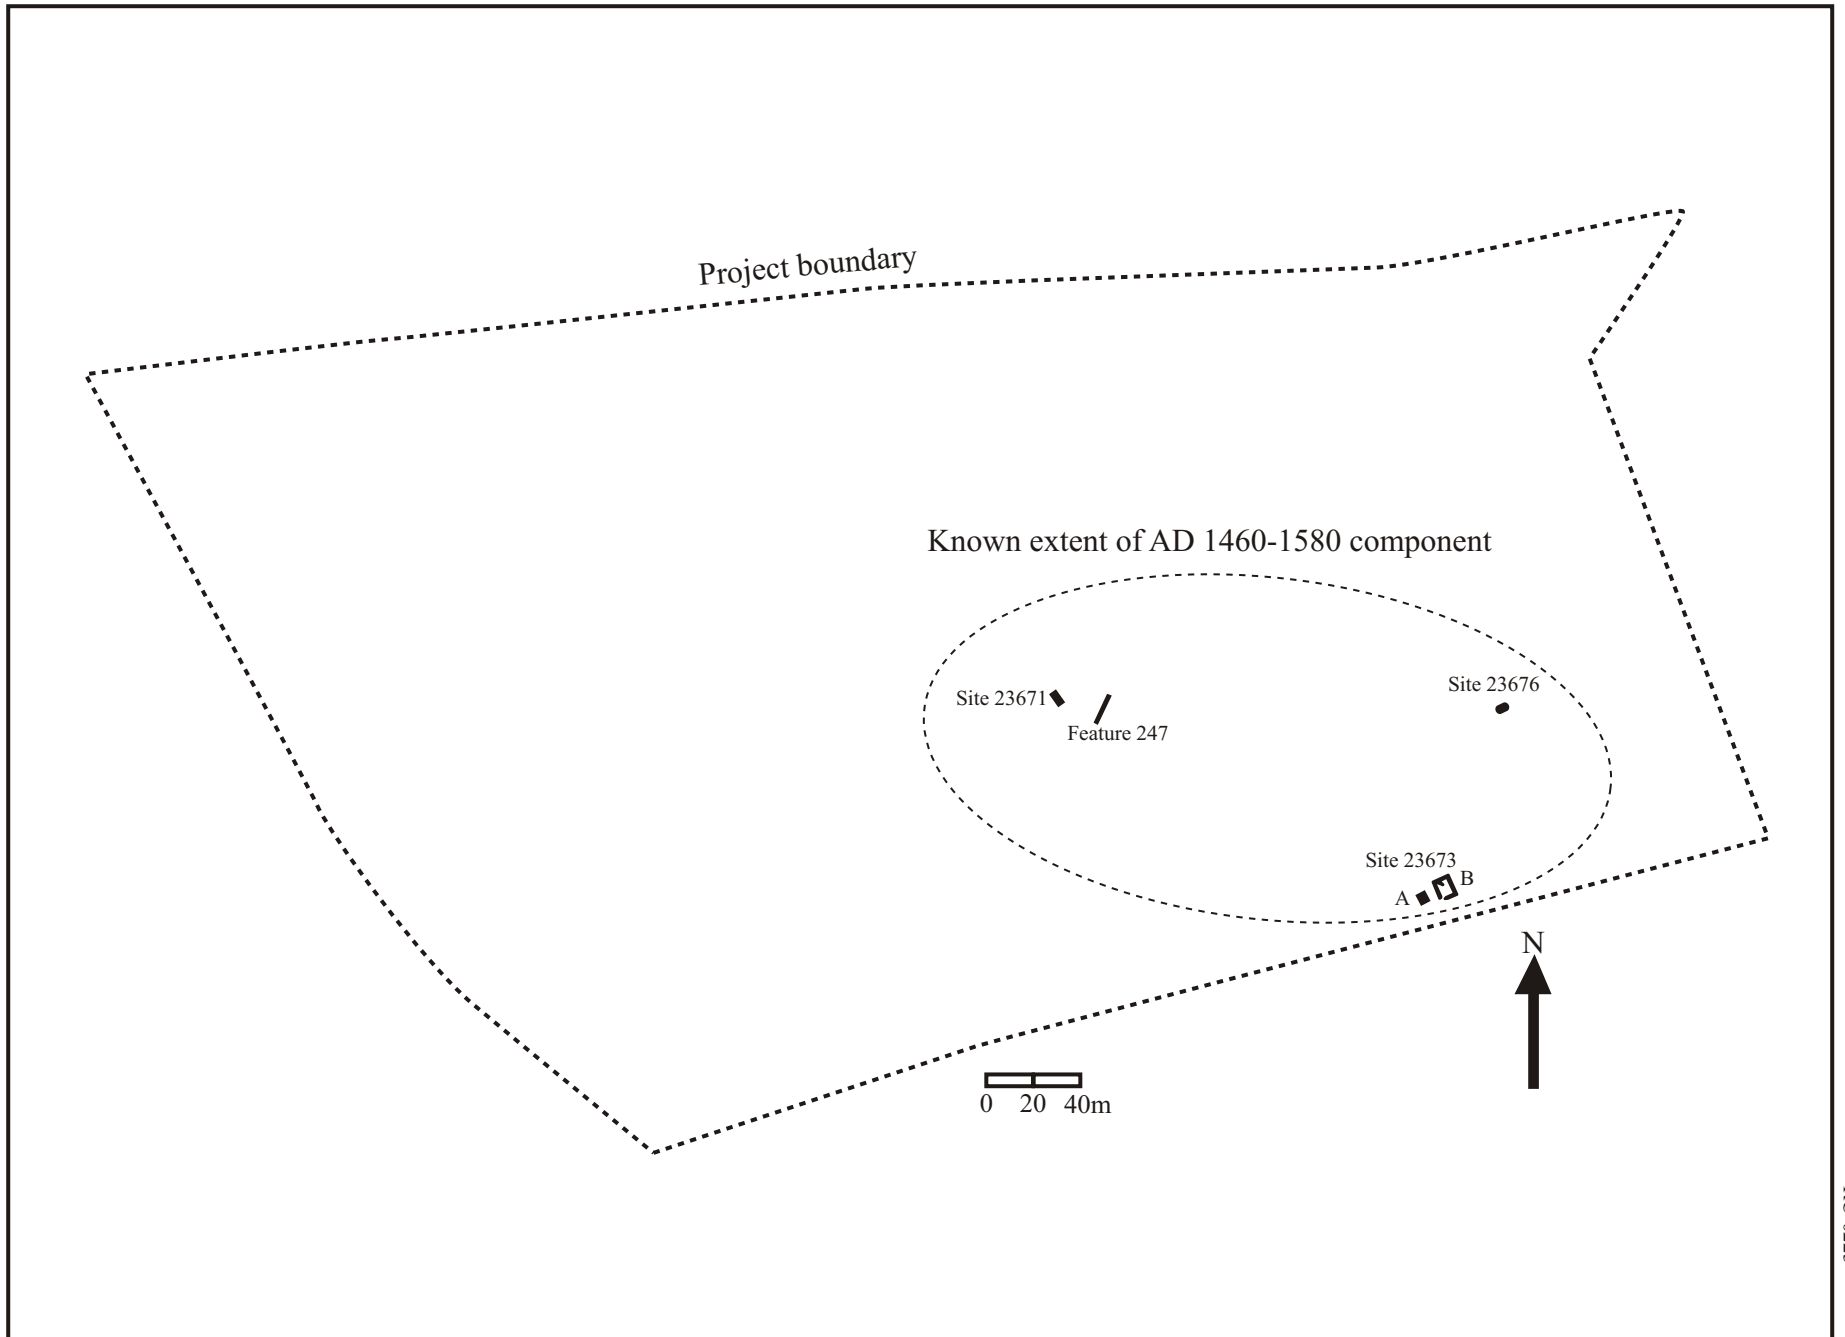 Project boundary
Known extent of AD 1460-1580 component
Site 23676
Site 23671
Feature 247
Site 23673
B
A
N
0 20 40m